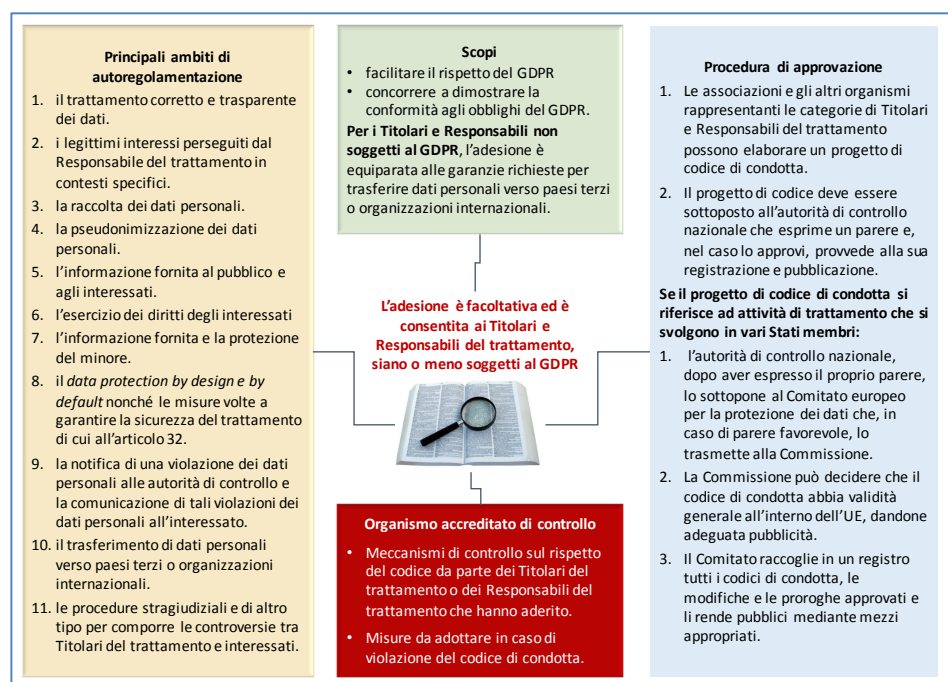 Principali ambiti di
autoregolamentazione
1. il trattamento corretto e trasparente
dei dati.
2. i legittimi interessi perseguiti dal
Responsabile del trattamento in
contesti specifici.
3. la raccolta dei dati personali.
4. la pseudonimizzazione dei dati
personali.
5. l'informazione fornita al pubblico e
agli interessati.
6. l'esercizio dei diritti degli interessati
7. l'informazione fornita e la protezione
del minore.
8. il data protection by design e by
default nonché le misure volte a
garantire la sicurezza del trattamento
di cui all'articolo 32.
9. la notifica di una violazione dei dati
personali alle autorità di controllo e
la comunicazione di tali violazioni dei
dati personali all'interessato.
10. il trasferimento di dati personali
verso paesi terzi o organizzazioni
internazionali.
11. le procedure stragiudiziali e di altro
tipo per comporre le controversie tra
Titolari del trattamento e interessati.
Scopi
• facilitare il rispetto del GDPR
• concorrere a dimostrare la
conformità agli obblighi del GDPR.
Per i Titolari e Responsabili non
soggetti al GDPR, l'adesione è
equiparata alle garanzie richieste per
trasferire dati personali verso paesi terzi
o organizzazioni internazionali.
L'adesione è facoltativa ed è
consentita ai Titolari e
Responsabili del trattamento,
siano o meno soggetti al GDPR
Organismo accreditato di controllo
• Meccanismi di controllo sul rispetto
del codice da parte dei Titolari del
trattamento o dei Responsabili del
trattamento che hanno aderito.
• Misure da adottare in caso di
violazione del codice di condotta.
Procedura di approvazione
1. Le associazioni e gli altri organismi
rappresentanti le categorie di Titolari
e Responsabili del trattamento
possono elaborare un progetto di
codice di condotta.
2. Il progetto di codice deve essere
sottoposto all'autorità di controllo
nazionale che esprime un parere e,
nel caso lo approvi, provvede alla sua
registrazione e pubblicazione.
Se il progetto di codice di condotta si
riferisce ad attività di trattamento che si
svolgono in vari Stati membri:
1. l'autorità di controllo nazionale,
dopo aver espresso il proprio parere,
lo sottopone al Comitato europeo
per la protezione dei dati che, in
caso di parere favorevole, lo
trasmette alla Commissione.
2. La Commissione può decidere che il
codice di condotta abbia validità
generale all'interno dell'UE, dandone
adeguata pubblicità.
3. Il Comitato raccoglie in un registro
tutti i codici di condotta, le
modifiche e le proroghe approvati e
li rende pubblici mediante mezzi
appropriati.